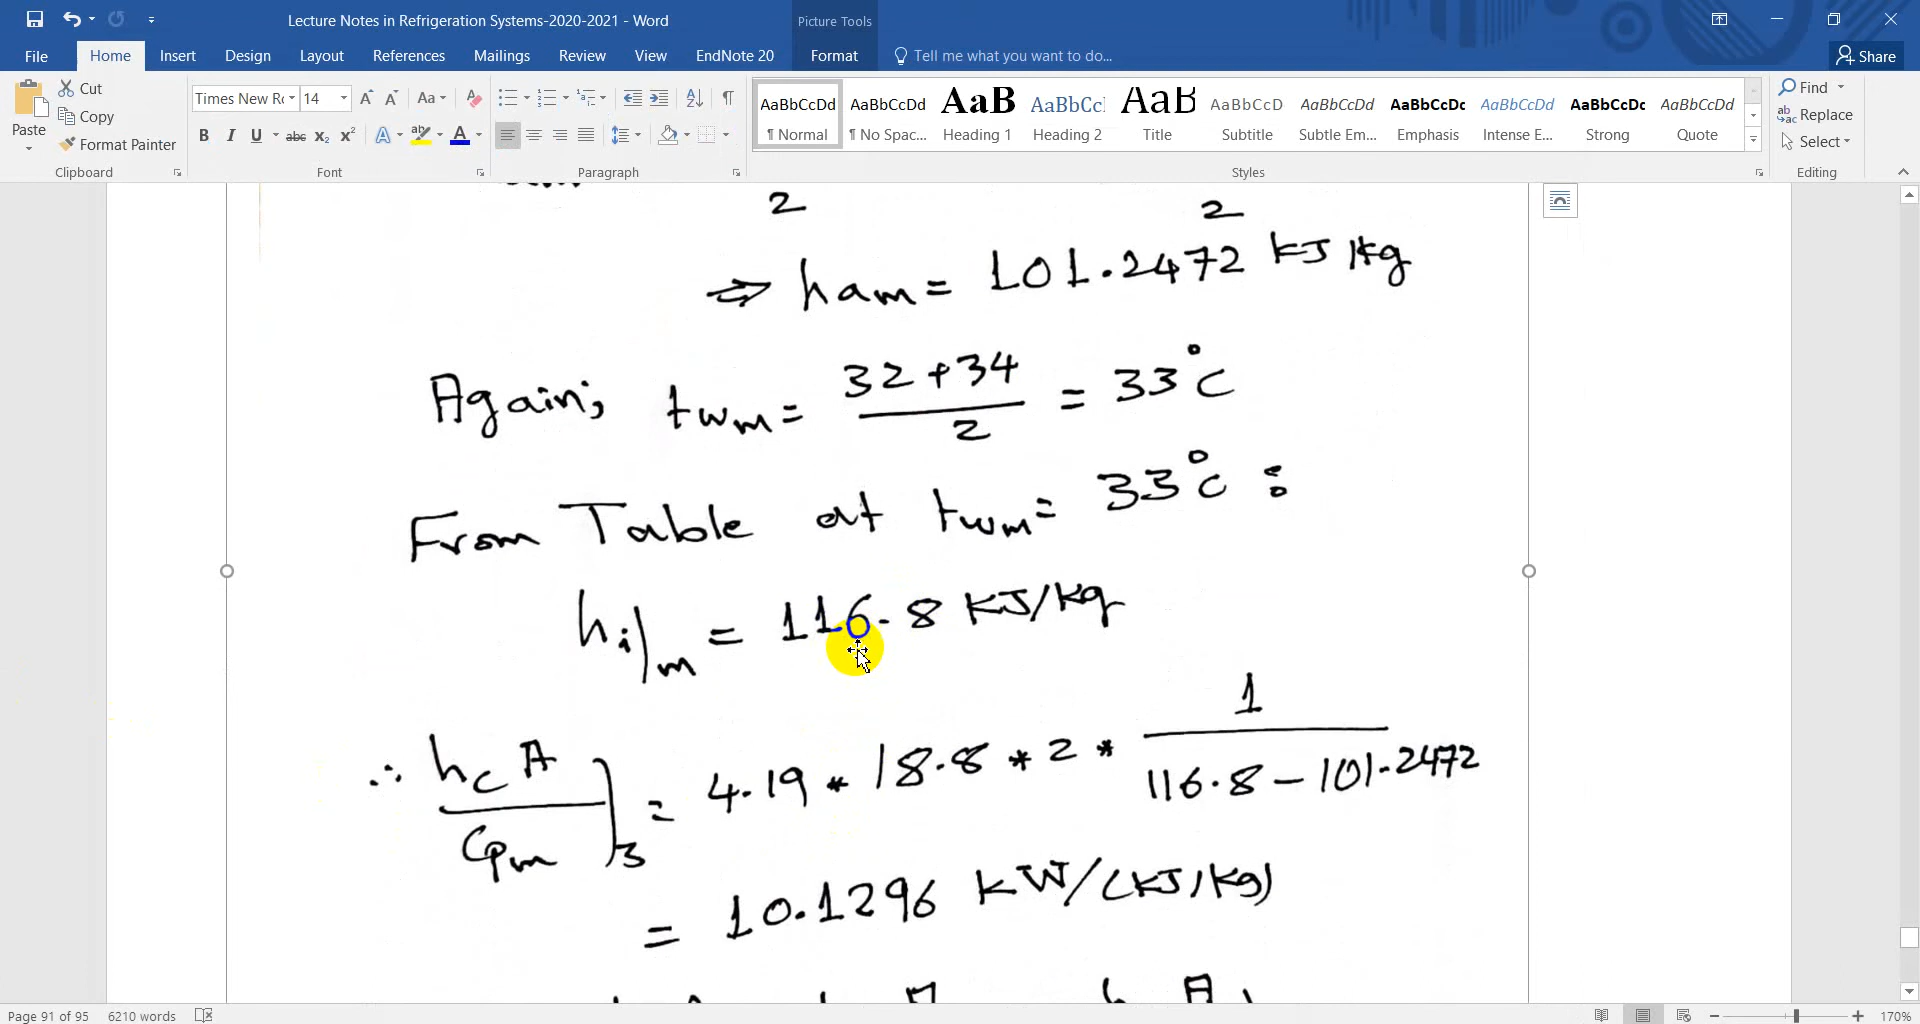 Lecture Notes in Refrigeration Systems-2020-2021 - Word
Picture Tools
File Home Insert Design Layout References Mailings Review View EndNote 20 Format Tell me what you want to do... Share
Paste
Cut
Copy
Format Painter
Clipboard
Times New Ro 14
Font
Paragraph
AaBbCcDd AaBbCcDd AaB AaBbCc AaB AaBbCcD AaBbCcDd AaBbCcDc AaBbCcDd AaBbCcDc AaBbCcDd
¶ Normal ¶ No Spac... Heading 1 Heading 2 Title Subtitle Subtle Em... Emphasis Intense E... Strong Quote
Styles
Find
Replace
Select
Editing
2 2
⇒ ham = 101.2472 kJ/kg
Again; twm = (32+34)/2 = 33°C
From Table at twm = 33°C :
hi/m = 116.8 KJ/kg
∴ hcA/Cpm)3 = 4.19 * 18.8 * 2 * 1/(116.8 - 101.2472)
= 10.1296 kW/(kJ/kg)
Page 91 of 95 6210 words 170%